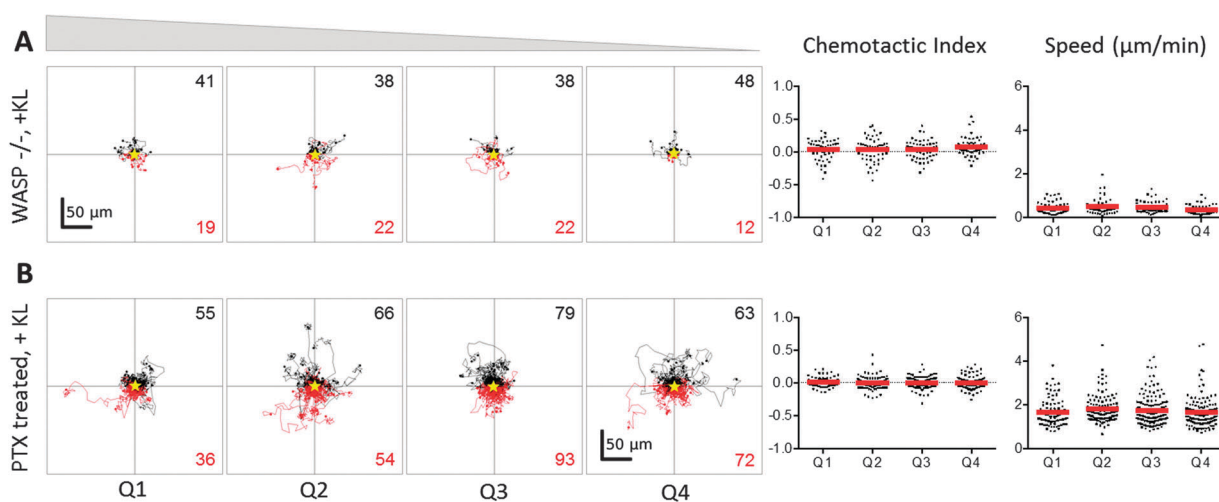 A
Chemotactic Index
Speed (μm/min)
WASP -/-, +KL
41
38
38
48
50 μm
19
22
22
12
1.0
0.5
0.0
-0.5
-1.0
Q1
Q2
Q3
Q4
6
4
2
0
Q1
Q2
Q3
Q4
B
PTX treated, + KL
55
66
79
63
50 μm
36
54
93
72
Q1
Q2
Q3
Q4
1.0
0.5
0.0
-0.5
-1.0
Q1
Q2
Q3
Q4
6
4
2
0
Q1
Q2
Q3
Q4